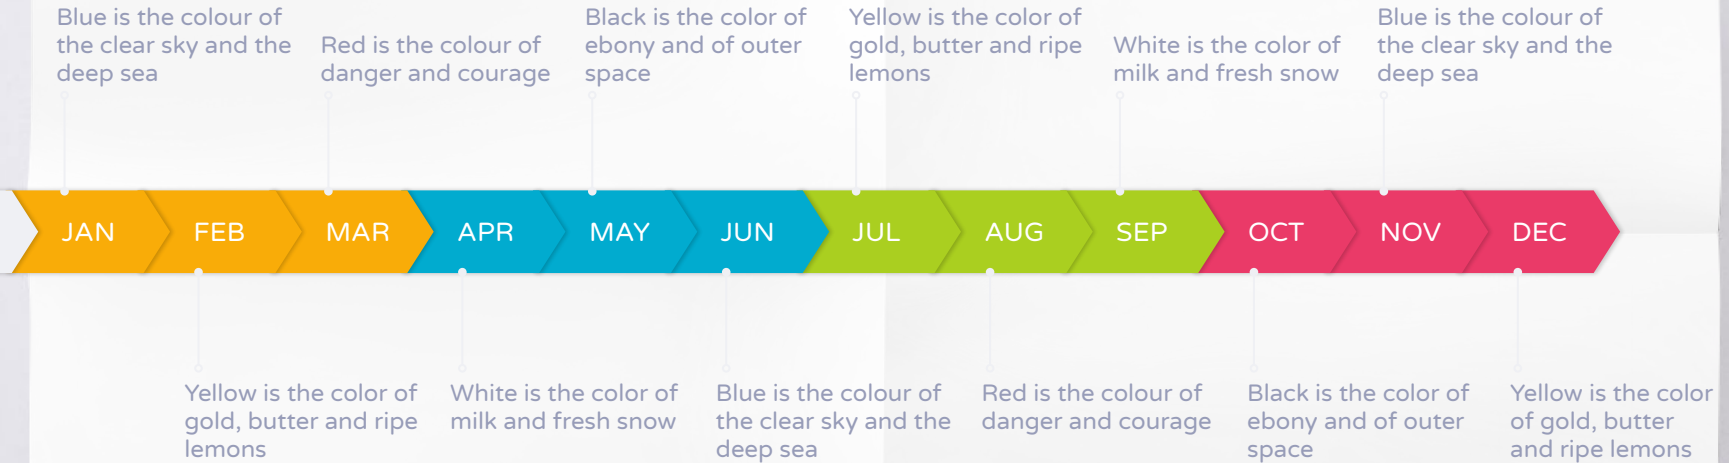 Blue is the colour of
the clear sky and the
deep sea
Red is the colour of
danger and courage
Black is the color of
ebony and of outer
space
Yellow is the color of
gold, butter and ripe
lemons
White is the color of
milk and fresh snow
Blue is the colour of
the clear sky and the
deep sea
JAN
FEB
MAR
APR
MAY
JUN
JUL
AUG
SEP
OCT
NOV
DEC
Yellow is the color of
gold, butter and ripe
lemons
White is the color of
milk and fresh snow
Blue is the colour of
the clear sky and the
deep sea
Red is the colour of
danger and courage
Black is the color of
ebony and of outer
space
Yellow is the color
of gold, butter
and ripe lemons